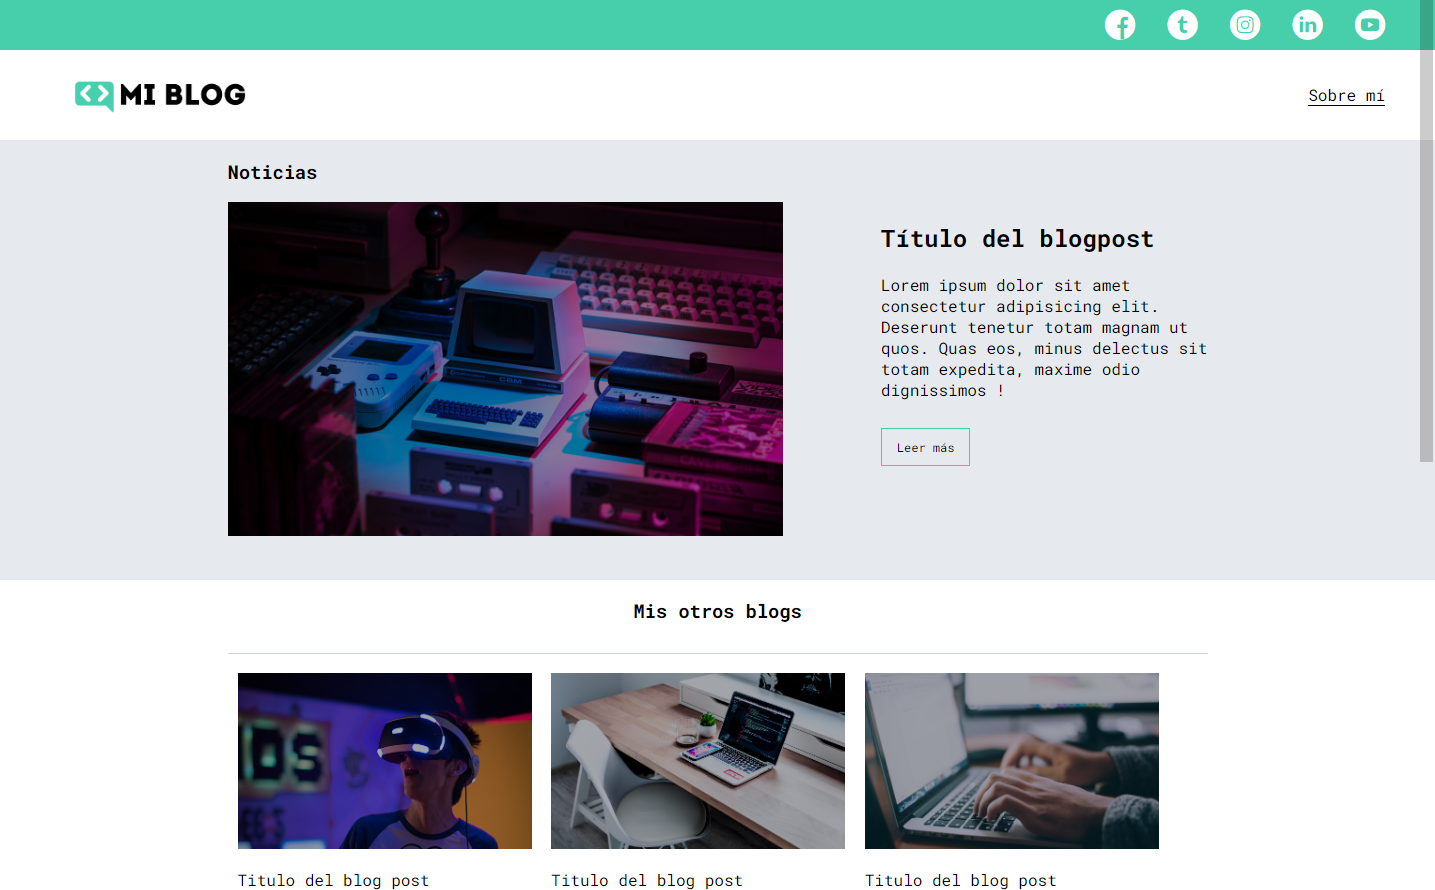 MI BLOG
Sobre mí
Noticias
CBM
Título del blogpost
Lorem ipsum dolor sit amet
consectetur adipisicing elit.
Deserunt tenetur totam magnam ut
quos. Quas eos, minus delectus sit
totam expedita, maxime odio
dignissimos !
Leer más
Mis otros blogs
Titulo del blog post
Titulo del blog post
Titulo del blog post